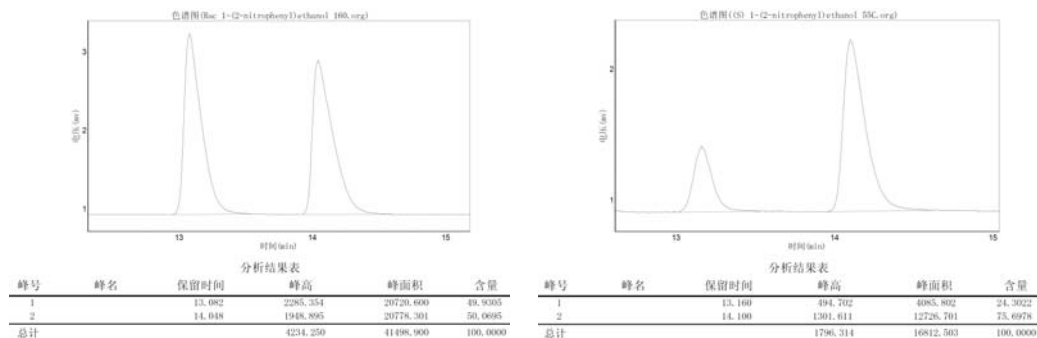 色谱图(Rac 1-(2-nitrophenyl)ethanol 160.org)
电压(mv)
3
2
1
13 14 15
时间(min)
分析结果表
峰号 峰名 保留时间 峰高 峰面积 含量
1 13.082 2285.354 20720.600 49.9305
2 14.048 1948.895 20778.301 50.0695
总计 4234.250 41498.900 100.0000
色谱图((S) 1-(2-nitrophenyl)ethanol 55C.org)
电压(mv)
2
1
13 14 15
时间(min)
分析结果表
峰号 峰名 保留时间 峰高 峰面积 含量
1 13.160 494.702 4085.802 24.3022
2 14.100 1301.611 12726.701 75.6978
总计 1796.314 16812.503 100.0000